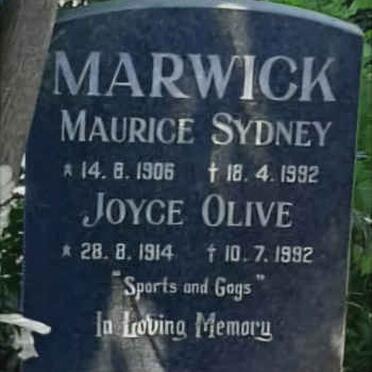 MARWICK
MAURICE SYDNEY
* 14. 8. 1906 † 18. 4. 1992
JOYCE OLIVE
* 28. 8. 1914 † 10. 7. 1992
"Sports and Gogs"
In Loving Memory